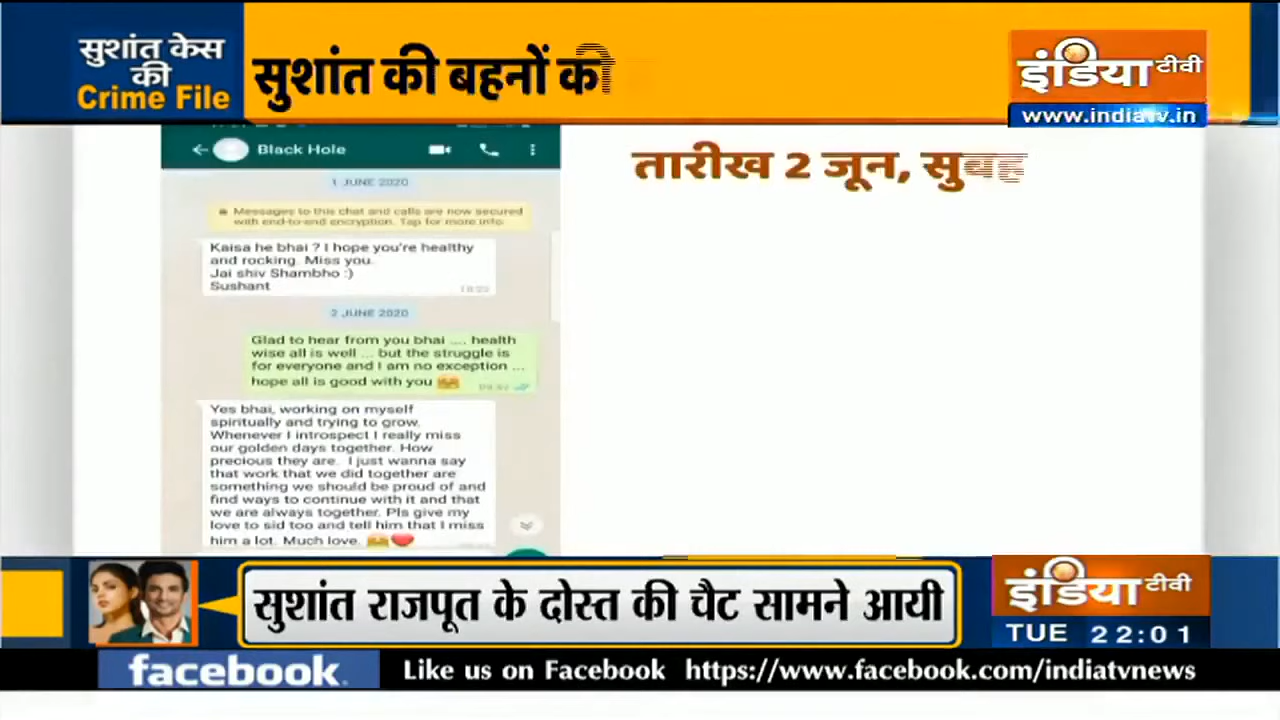 सुशांत केस
की
Crime File
सुशांत की बहनों की
इंडिया टीवी
www.indiatv.in
Black Hole
1 JUNE 2020
Messages to this chat and calls are now secured
with end-to-end encryption. Tap for more info.
Kaisa he bhai ? I hope you're healthy
and rocking. Miss you.
Jai shiv Shambho :)
Sushant
2 JUNE 2020
Glad to hear from you bhai .... health
wise all is well ... but the struggle is
for everyone and I am no exception ...
hope all is good with you
Yes bhai, working on myself
spiritually and trying to grow.
Whenever I introspect I really miss
our golden days together. How
precious they are. I just wanna say
that work that we did together are
something we should be proud of and
find ways to continue with it and that
we are always together. Pls give my
love to sid too and tell him that I miss
him a lot. Much love.
तारीख 2 जून, सुबह
सुशांत राजपूत के दोस्त की चैट सामने आयी
इंडिया टीवी
TUE 22:01
facebook
Like us on Facebook https://www.facebook.com/indiatvnews